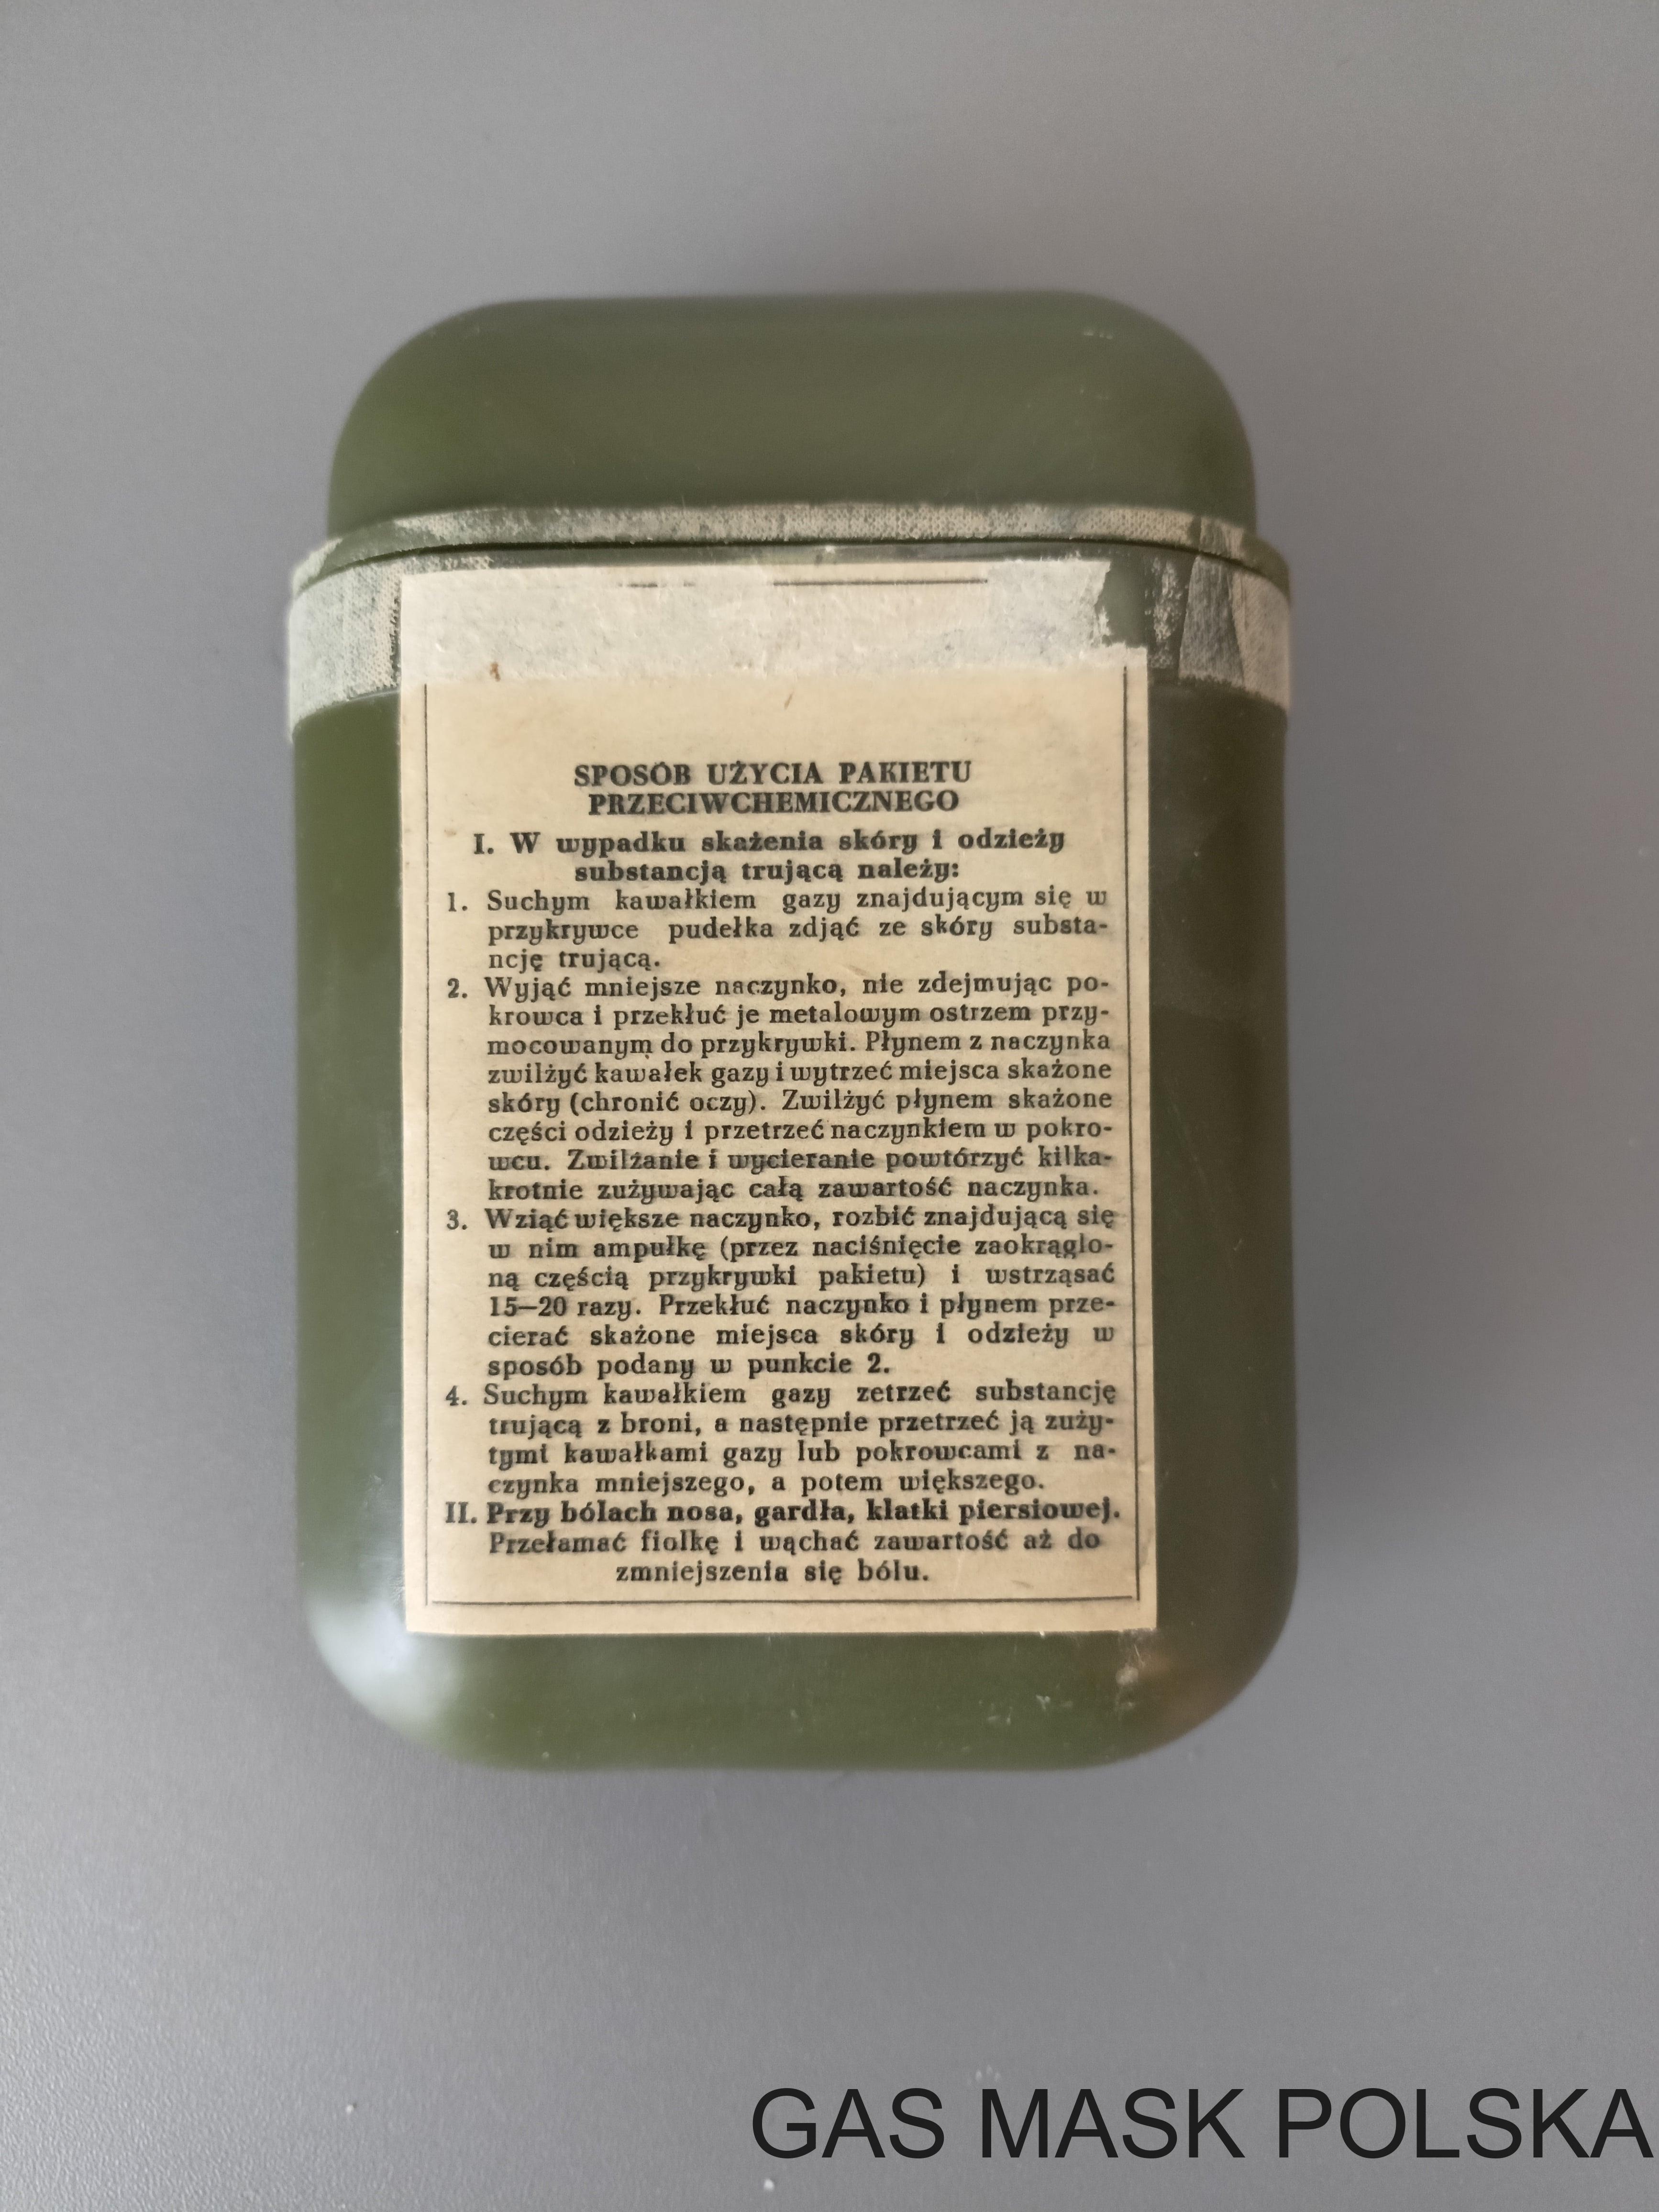 SPOSÓB UŻYCIA PAKIETU
PRZECIWCHEMICZNEGO
I. W wypadku skażenia skóry i odzieży
substancją trującą należy:
1. Suchym kawałkiem gazy znajdującym się w
przykrywce pudełka zdjąć ze skóry substa-
ncję trującą.
2. Wyjąć mniejsze naczynko, nie zdejmując po-
krowca i przekłuć je metalowym ostrzem przy-
mocowanym do przykrywki. Płynem z naczynka
zwilżyć kawałek gazy i wytrzeć miejsca skażone
skóry (chronić oczy). Zwilżyć płynem skażone
części odzieży i przetrzeć naczynkiem w pokro-
wcu. Zwilżanie i wycieranie powtórzyć kilka-
krotnie zużywając całą zawartość naczynka.
3. Wziąć większe naczynko, rozbić znajdującą się
w nim ampułkę (przez naciśnięcie zaokrąglo-
ną częścią przykrywki pakietu) i wstrząsać
15—20 razy. Przekłuć naczynko i płynem prze-
cierać skażone miejsca skóry i odzieży w
sposób podany w punkcie 2.
4. Suchym kawałkiem gazy zetrzeć substancję
trującą z broni, a następnie przetrzeć ją zuży-
tymi kawałkami gazy lub pokrowcami z na-
czynka mniejszego, a potem większego.
II. Przy bólach nosa, gardła, klatki piersiowej.
Przełamać fiolkę i wąchać zawartość aż do
zmniejszenia się bólu.
GAS MASK POLSKA